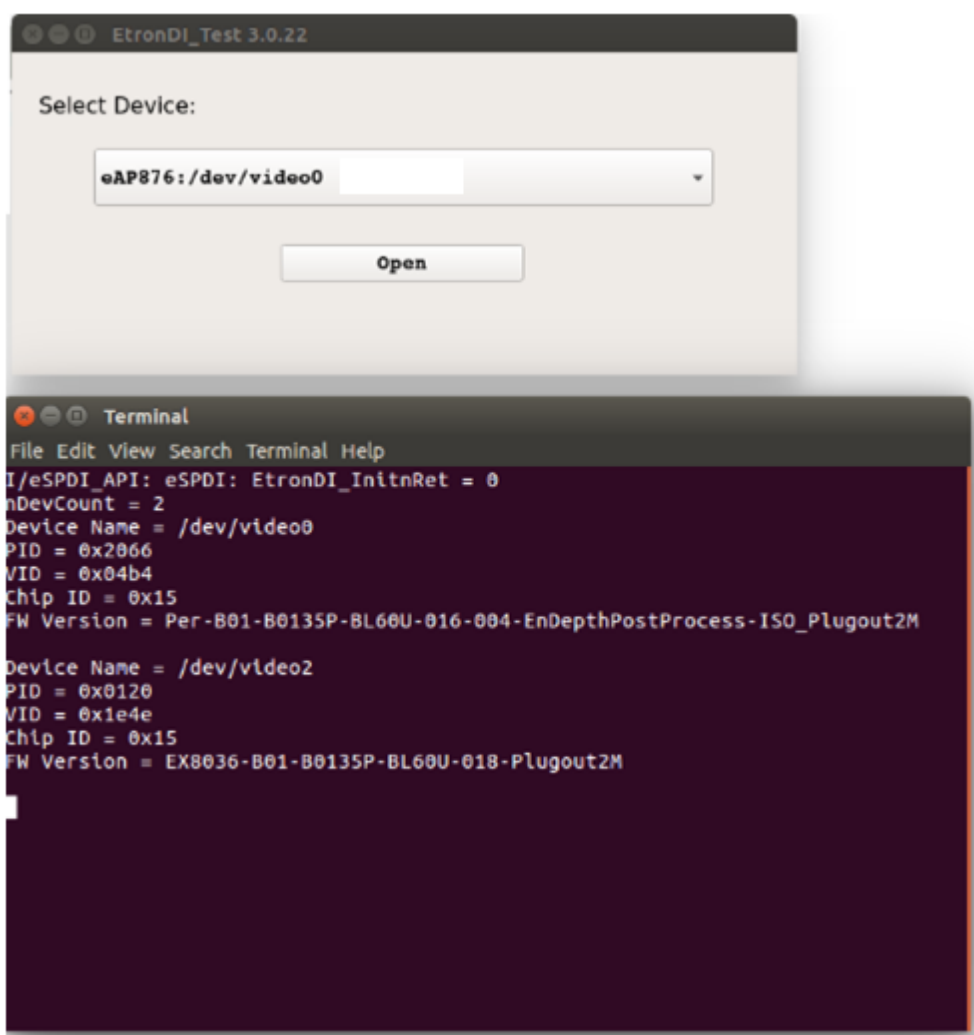 EtronDI_Test 3.0.22
Select Device:
eAP876:/dev/video0
Open
Terminal
File Edit View Search Terminal Help
I/eSPDI_API: eSPDI: EtronDI_InitnRet = 0
nDevCount = 2
Device Name = /dev/video0
PID = 0x2066
VID = 0x04b4
Chip ID = 0x15
FW Version = Per-B01-B0135P-BL60U-016-004-EnDepthPostProcess-ISO_Plugout2M
Device Name = /dev/video2
PID = 0x0120
VID = 0x1e4e
Chip ID = 0x15
FW Version = EX8036-B01-B0135P-BL60U-018-Plugout2M